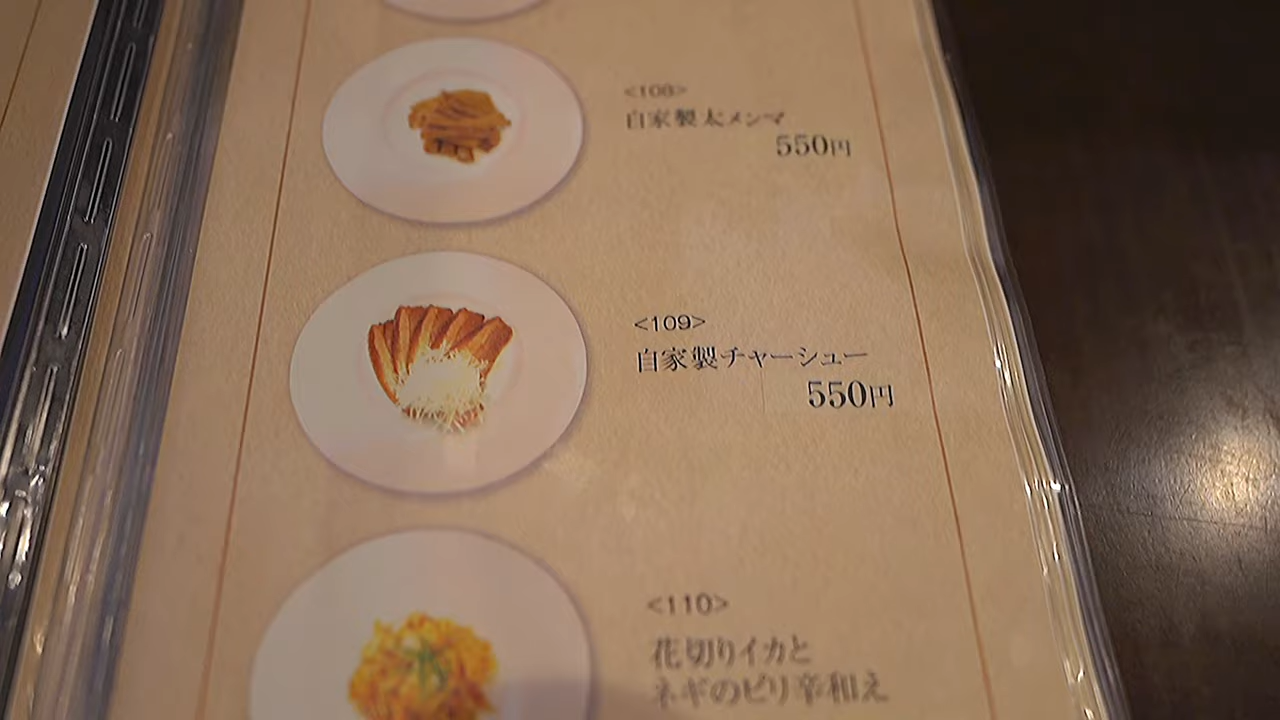 <108>
自家製太メンマ
550円
<109>
自家製チャーシュー
550円
<110>
花切りイカと
ネギのピリ辛和え